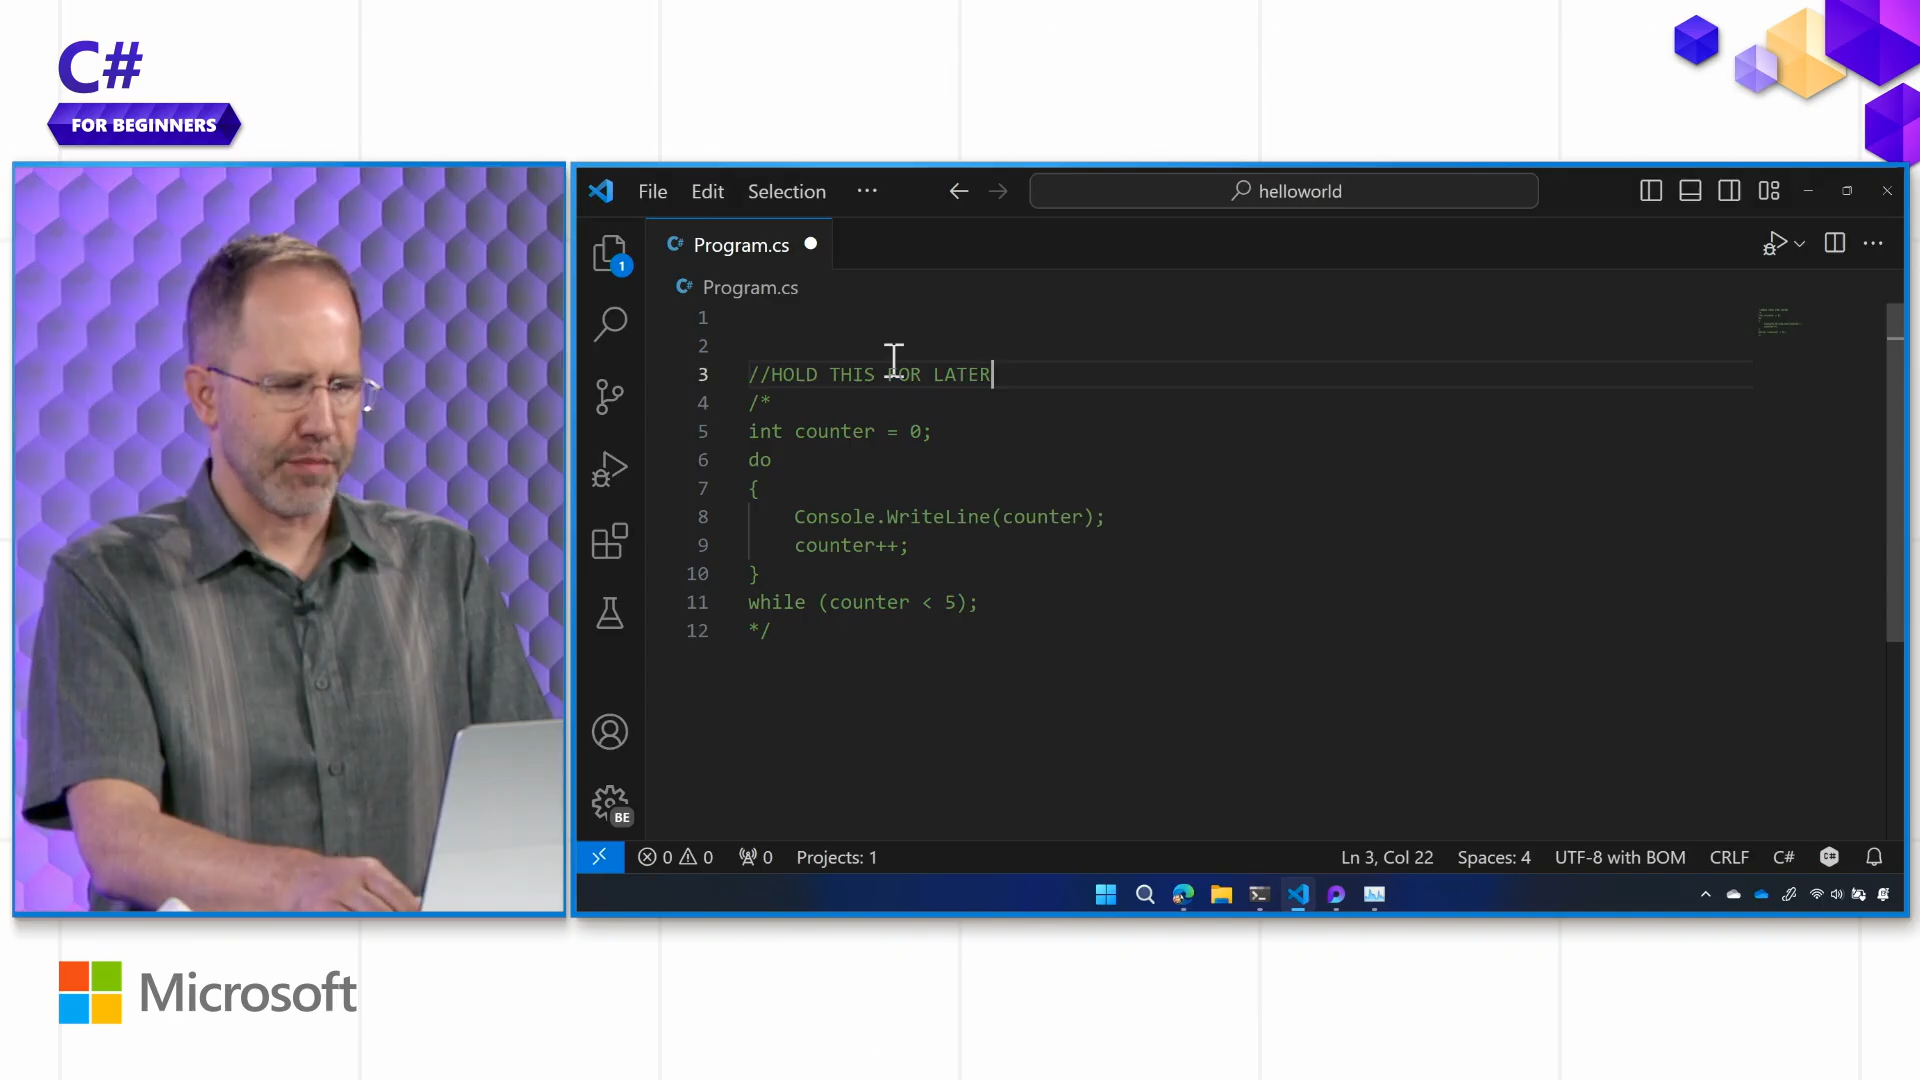 C#
FOR BEGINNERS
File Edit Selection ··· helloworld
C# Program.cs
1
C# Program.cs
1
2
3 //HOLD THIS FOR LATER
4 /*
5 int counter = 0;
6 do
7 {
8 Console.WriteLine(counter);
9 counter++;
10 }
11 while (counter < 5);
12 */
BE
0 0 0 Projects: 1 Ln 3, Col 22 Spaces: 4 UTF-8 with BOM CRLF C#
Microsoft